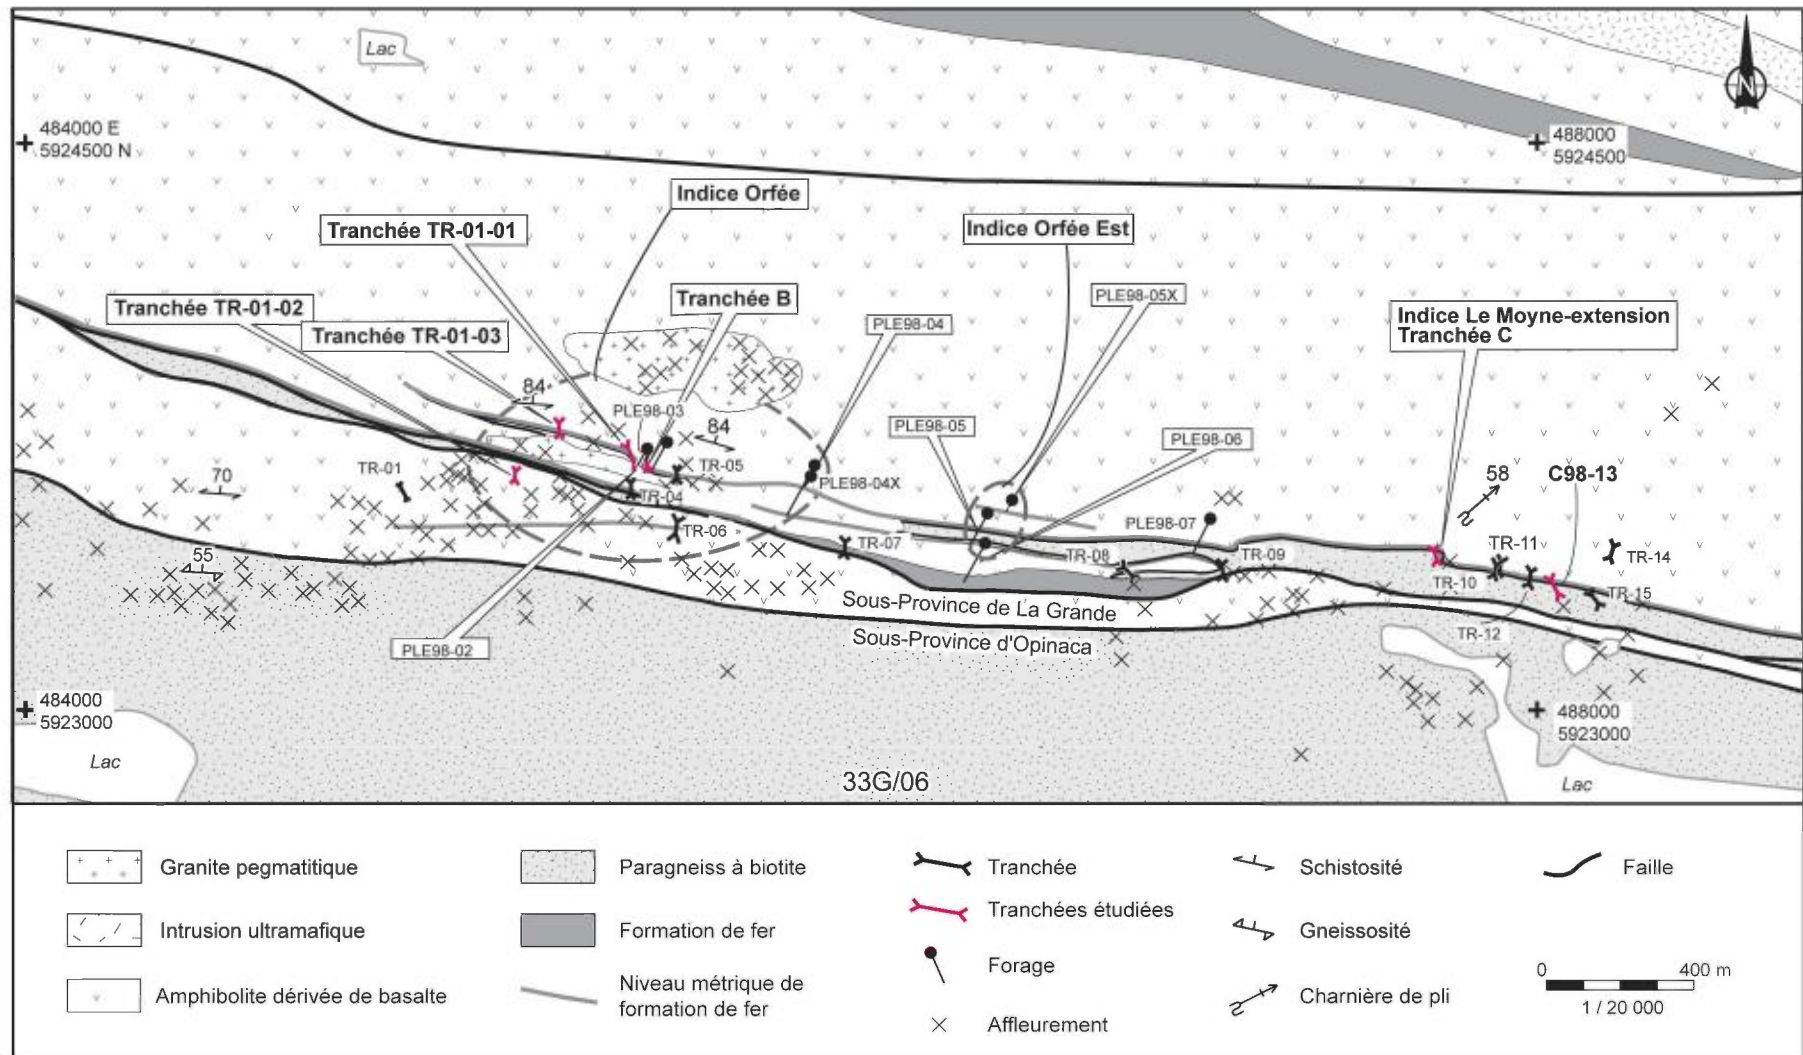 Lac
N
484000 E
5924500 N
488000
5924500
Indice Orfée
Tranchée TR-01-01
Indice Orfée Est
Tranchée TR-01-02
Tranchée B
PLE98-05X
Tranchée TR-01-03
PLE98-04
Indice Le Moyne-extension
Tranchée C
84
PLE98-03
84
PLE98-05
PLE98-06
70
TR-01
TR-05
PLE98-04X
58
C98-13
TR-04
TR-06
PLE98-07
TR-07
TR-08
TR-09
TR-11
TR-14
55
TR-10
TR-15
Sous-Province de La Grande
Sous-Province d'Opinaca
TR-12
PLE98-02
484000
5923000
488000
5923000
Lac
33G/06
Lac
Granite pegmatitique
Intrusion ultramafique
Amphibolite dérivée de basalte
Paragneiss à biotite
Formation de fer
Niveau métrique de
formation de fer
Tranchée
Tranchées étudiées
Forage
Affleurement
Schistosité
Gneissosité
Charnière de pli
Faille
0 400 m
1 / 20 000